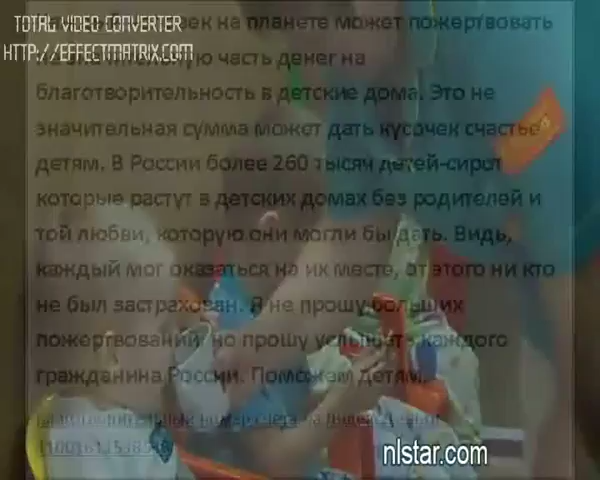 TOTAL VIDEO CONVERTER
HTTP://EFFECTMATRIX.COM
на планете может пожертвовать
часть денег на
благотворительность в детские дома. Это не
значительная сумма может дать кусочек счастье
детям. В России более 260 тысяч детей-сирот
которые растут в детских домах без родителей и
той любви, которую они могли бы дать. Видь,
каждый мог оказаться на их месте, от этого ни кто
не был застрахован. Я не прошу больших
пожертвований, но прошу услышать каждого
гражданина России. Поможем детям.
nlstar.com